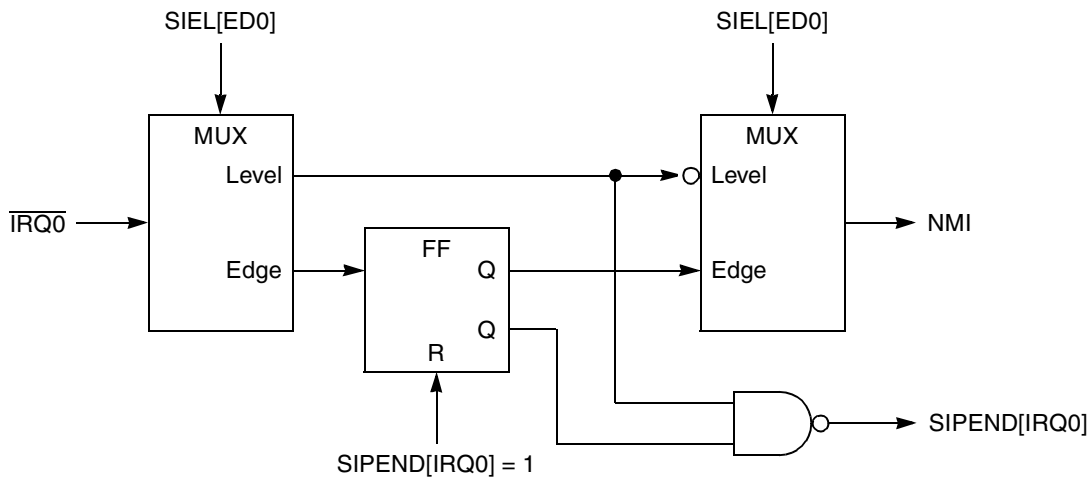 SIEL[ED0]
SIEL[ED0]
MUX
MUX
Level
Level
IRQ0
NMI
FF
Edge
Q
Edge
Q
R
SIPEND[IRQ0]
SIPEND[IRQ0] = 1